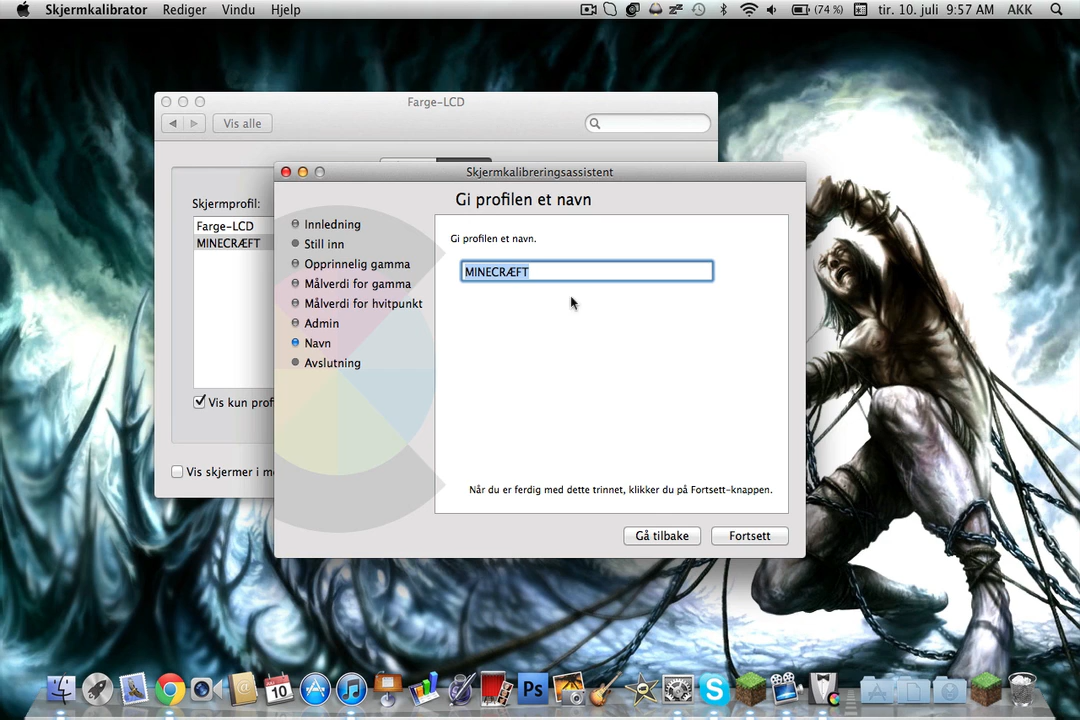 Skjermkalibrator Rediger Vindu Hjelp (74 %) tir. 10. juli 9:57 AM AKK
Farge-LCD
Vis alle
Skjermprofil:
Farge-LCD
MINECRÆFT
Vis kun prof
Vis skjermer i me
Skjermkalibreringsassistent
Gi profilen et navn
Innledning
Still inn
Opprinnelig gamma
Målverdi for gamma
Målverdi for hvitpunkt
Admin
Navn
Avslutning
Gi profilen et navn.
MINECRÆFT
Når du er ferdig med dette trinnet, klikker du på Fortsett-knappen.
Gå tilbake Fortsett
10
Ps
S